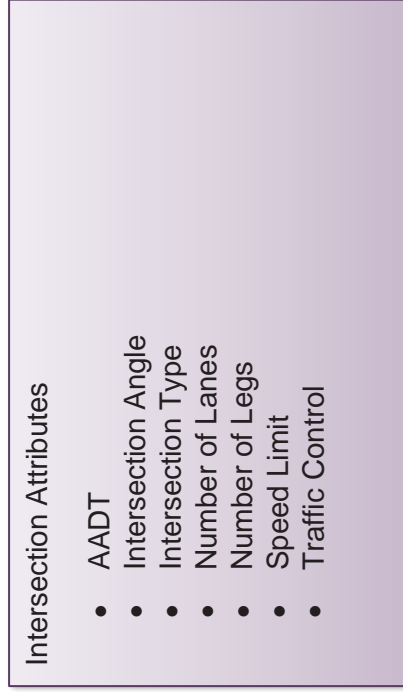 Intersection Attributes
• AADT
• Intersection Angle
• Intersection Type
• Number of Lanes
• Number of Legs
• Speed Limit
• Traffic Control